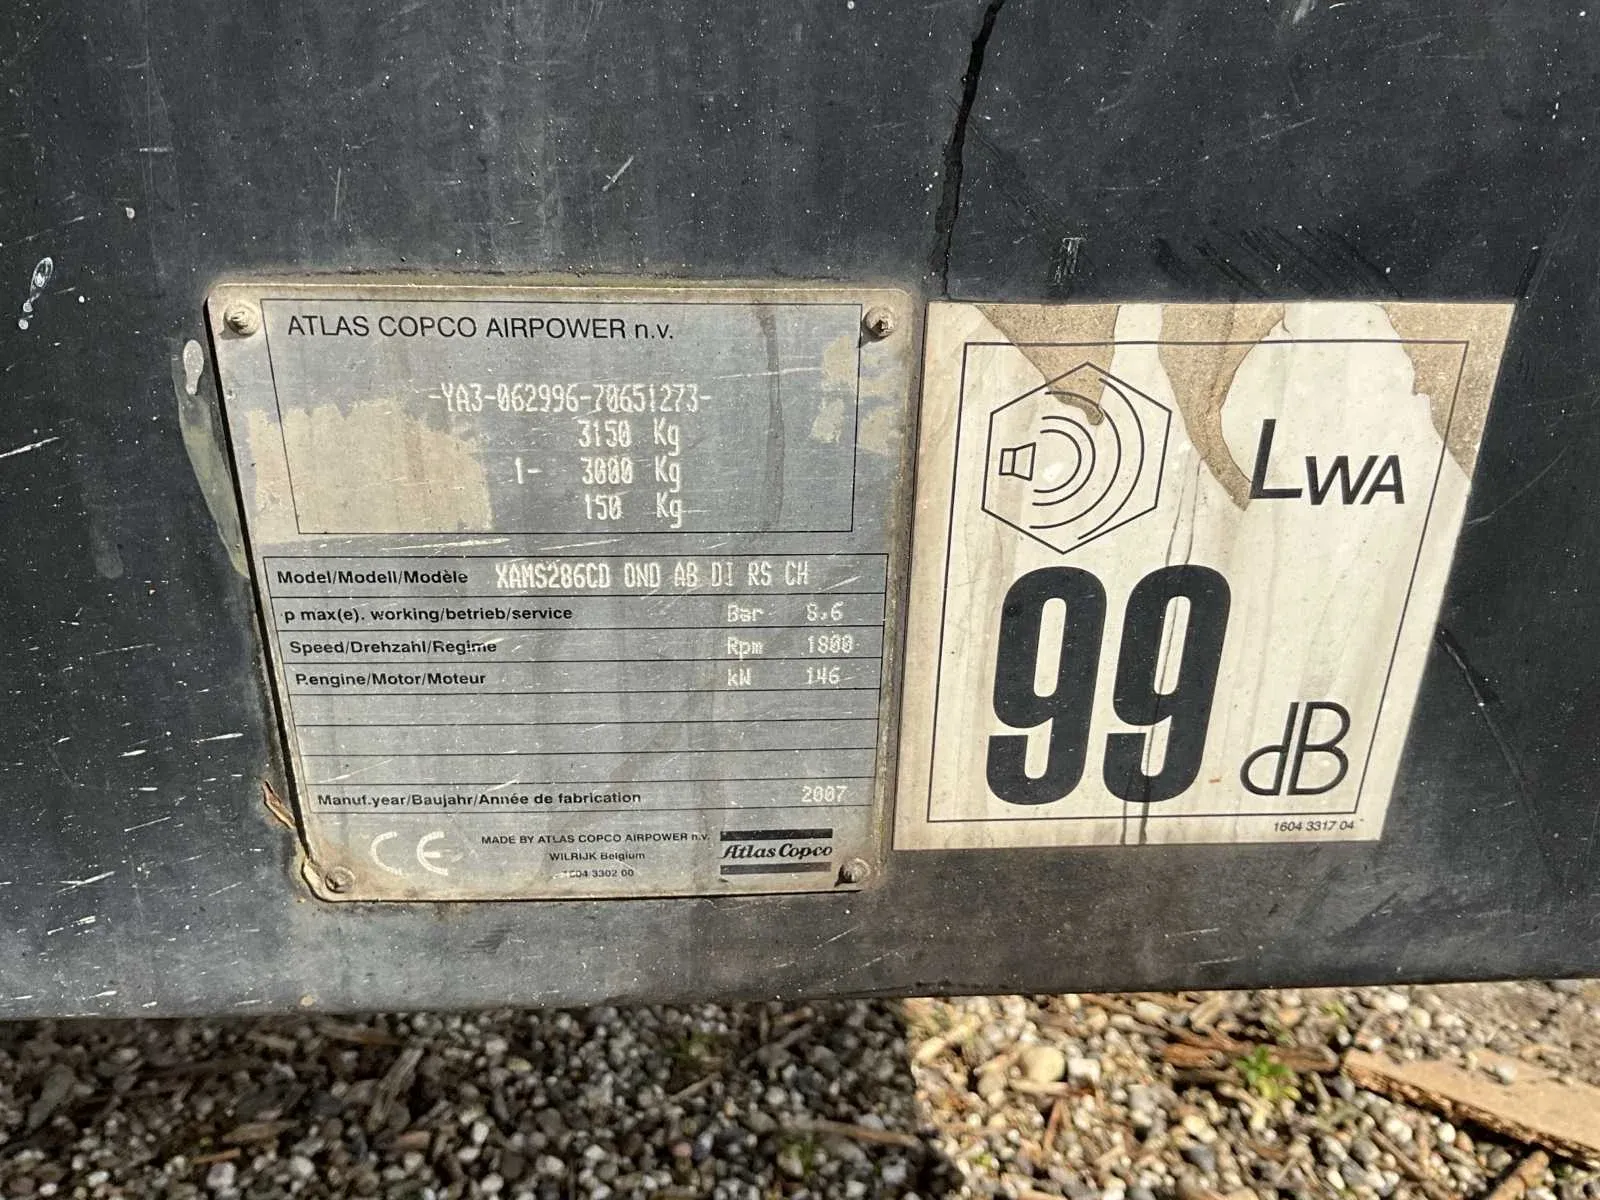 ATLAS COPCO AIRPOWER n.v.
-YA3-062996-70651273-
3150 Kg
1- 3000 Kg
150 Kg
Model/Modell/Modèle XAMS286CD OND AB DI RS CH
p max(e). working/betrieb/service Bar 8,6
Speed/Drehzahl/Regime Rpm 1800
P.engine/Motor/Moteur kW 146
Manuf.year/Baujahr/Année de fabrication 2007
CE
MADE BY ATLAS COPCO AIRPOWER n.v.
WILRIJK Belgium
1604 3302 00
Atlas Copco
LWA
99 dB
1604 3317 04